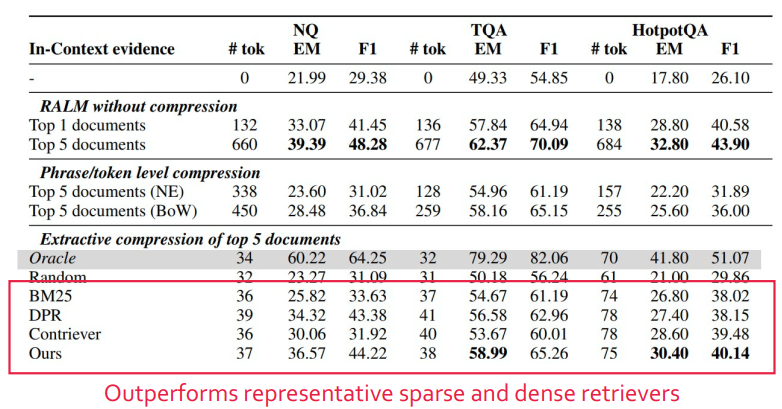 NQ TQA HotpotQA
In-Context evidence # tok EM F1 # tok EM F1 # tok EM F1
- 0 21.99 29.38 0 49.33 54.85 0 17.80 26.10
RALM without compression
Top 1 documents 132 33.07 41.45 136 57.84 64.94 138 28.80 40.58
Top 5 documents 660 39.39 48.28 677 62.37 70.09 684 32.80 43.90
Phrase/token level compression
Top 5 documents (NE) 338 23.60 31.02 128 54.96 61.19 157 22.20 31.89
Top 5 documents (BoW) 450 28.48 36.84 259 58.16 65.15 255 25.60 36.00
Extractive compression of top 5 documents
Oracle 34 60.22 64.25 32 79.29 82.06 70 41.80 51.07
Random 32 23.27 31.09 31 50.18 56.24 61 21.00 29.86
BM25 36 25.82 33.63 37 54.67 61.19 74 26.80 38.02
DPR 39 34.32 43.38 41 56.58 62.96 78 27.40 38.15
Contriever 36 30.06 31.92 40 53.67 60.01 78 28.60 39.48
Ours 37 36.57 44.22 38 58.99 65.26 75 30.40 40.14
Outperforms representative sparse and dense retrievers